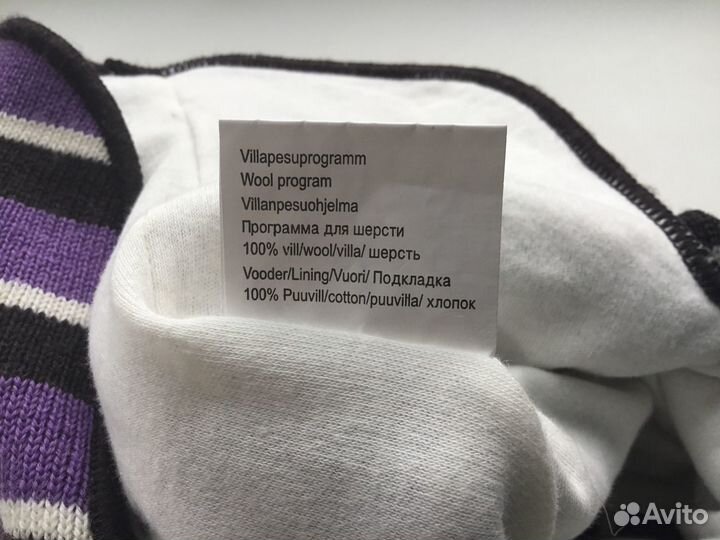 Villapesuprogramm
Wool program
Villanpesuohjelma
Программа для шерсти
100% vill/wool/villa/ шерсть
Vooder/Lining/Vuori/ Подкладка
100% Puuvill/cotton/puuvilla/ хлопок
Avito